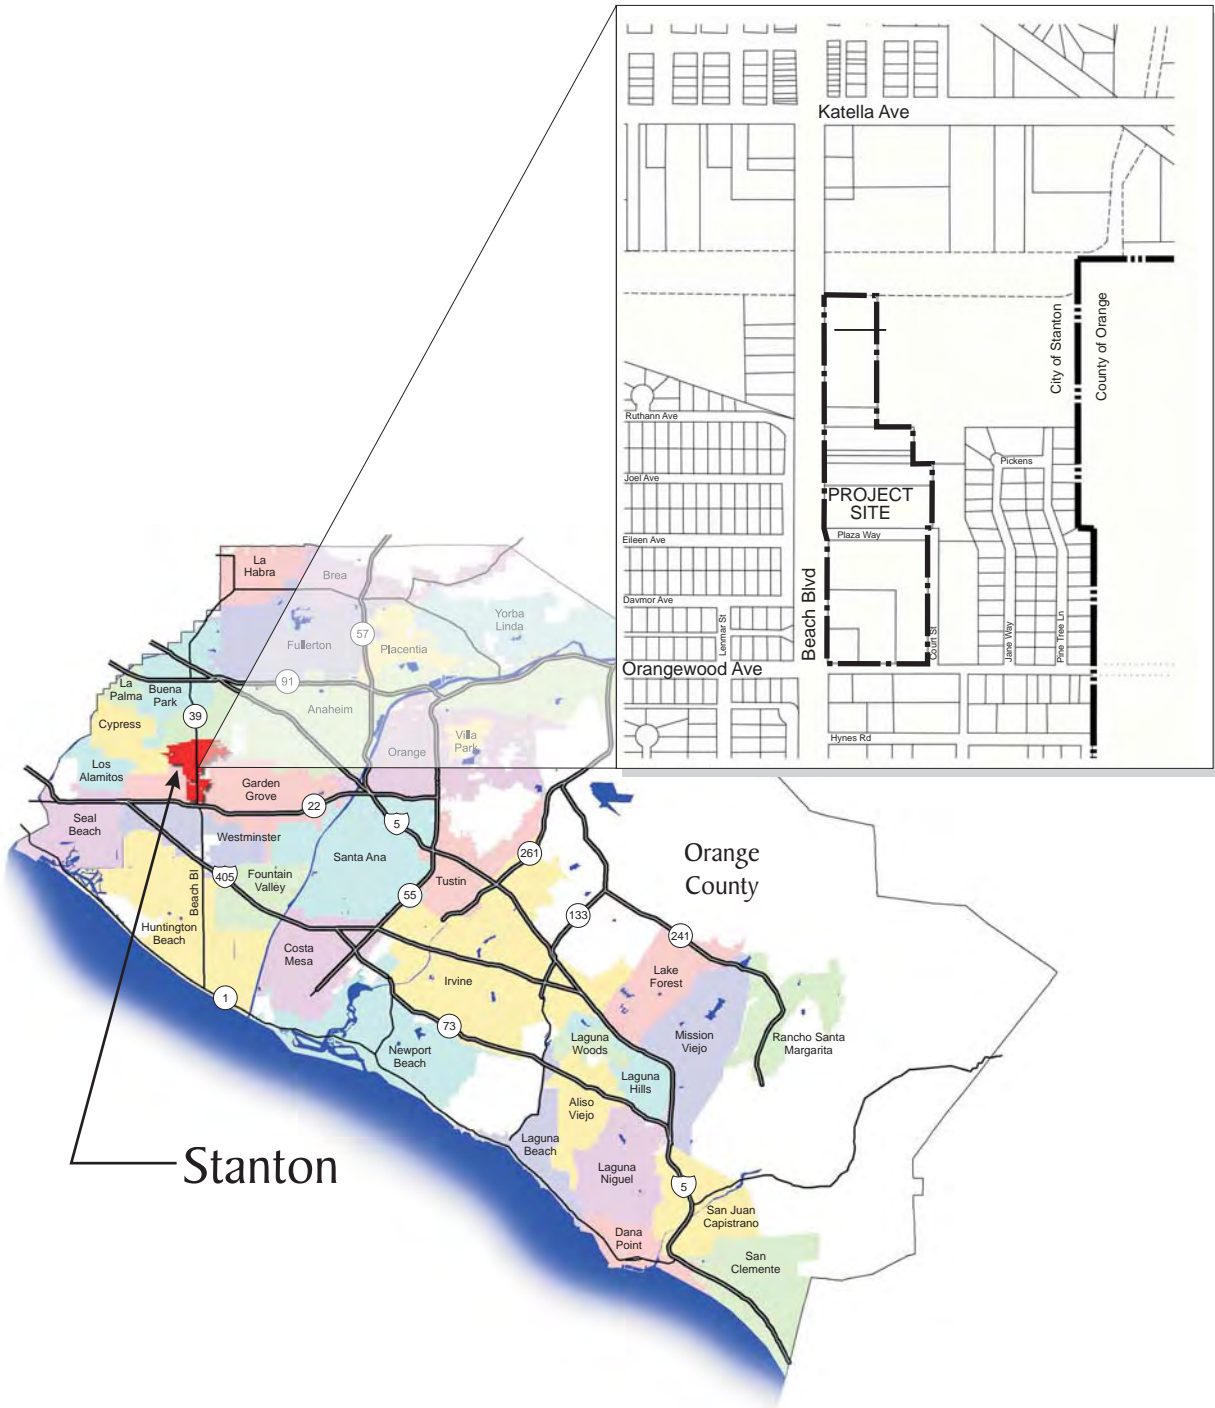 Katella Ave
City of Stanton
County of Orange
Ruthann Ave
Pickens
Joel Ave
PROJECT
SITE
Plaza Way
Eileen Ave
Beach Blvd
Davmor Ave
Lenmar St
Court St
Jane Way
Pine Tree Ln
Orangewood Ave
Hynes Rd
La
Habra
Brea
Yorba
Linda
57
Fullerton
Placentia
91
La
Palma
Buena
Park
Anaheim
39
Cypress
Villa
Park
Orange
Los
Alamitos
Garden
Grove
22
5
Seal
Beach
Westminster
Santa Ana
261
Orange
County
405
Fountain
Valley
Beach Bl
55
Tustin
133
Huntington
Beach
241
Costa
Mesa
Irvine
Lake
Forest
1
73
Laguna
Woods
Mission
Viejo
Rancho Santa
Margarita
Newport
Beach
Laguna
Hills
Aliso
Viejo
Laguna
Beach
Stanton
Laguna
Niguel
5
San Juan
Capistrano
Dana
Point
San
Clemente